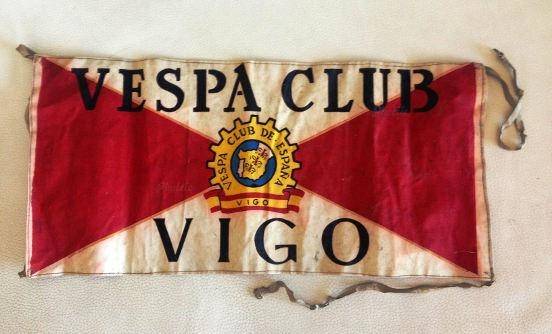 VESPA CLUB
VESPA CLUB DE ESPAÑA
VIGO
VIGO